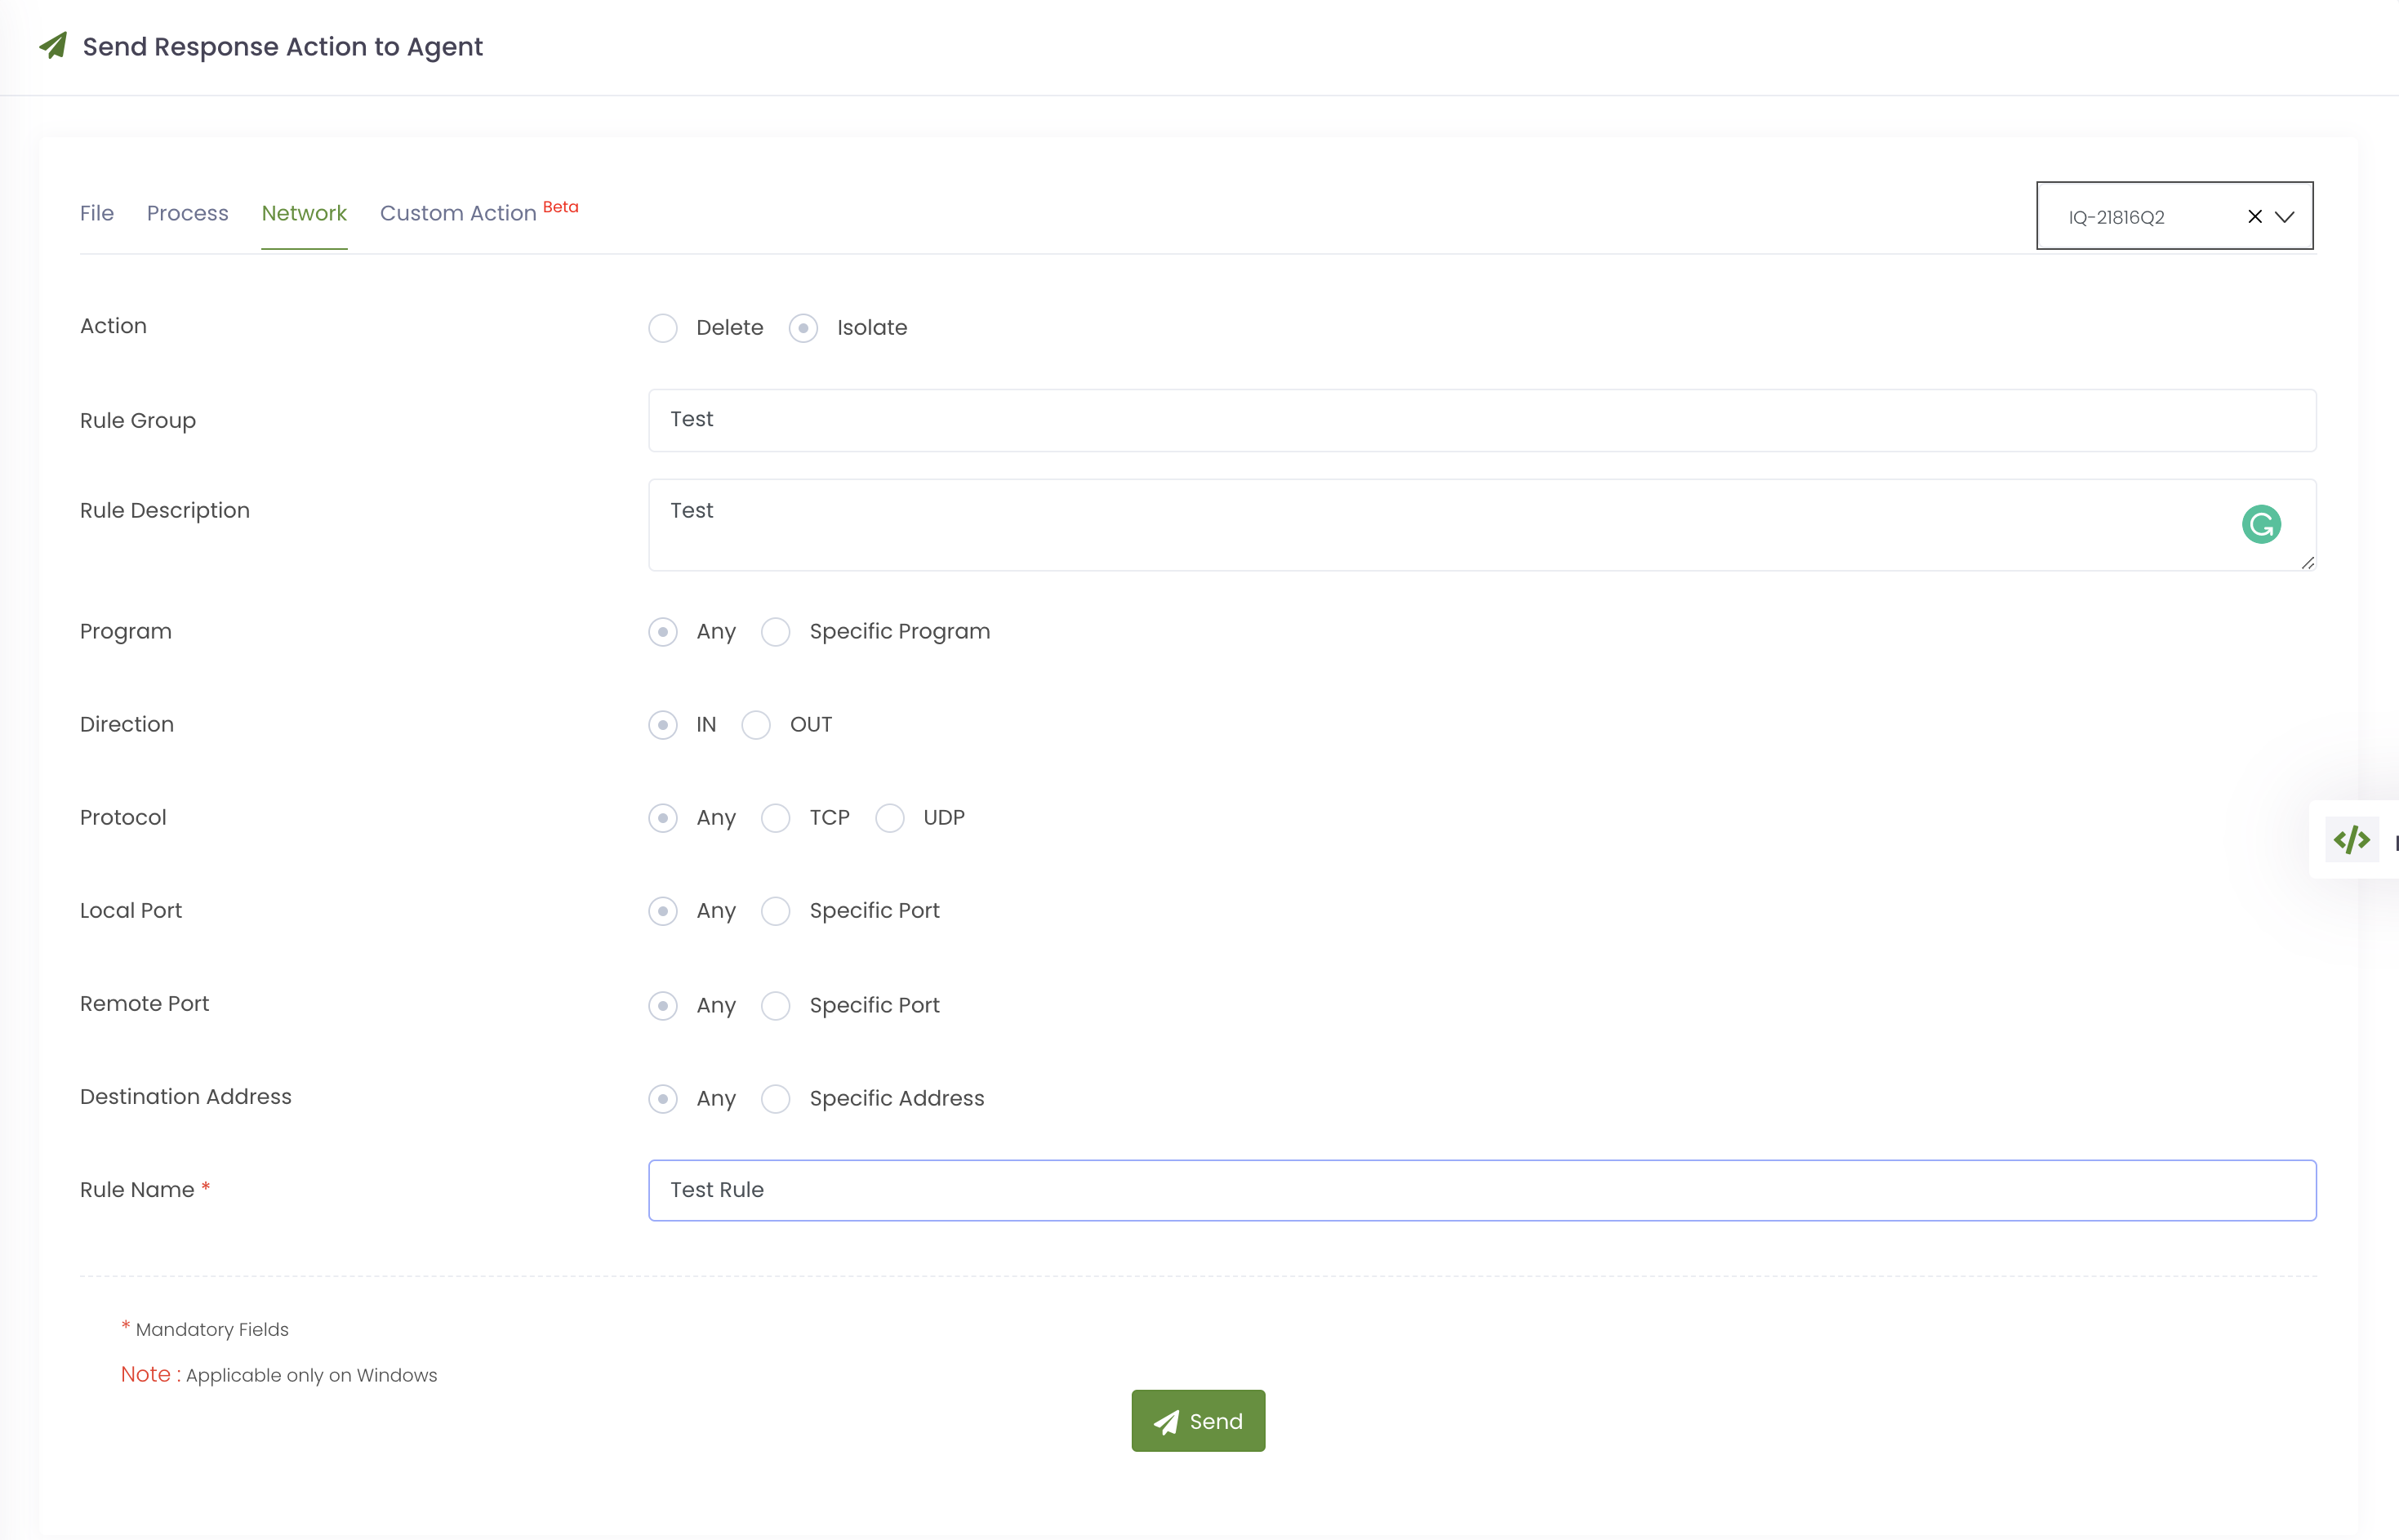 Send Response Action to Agent
File Process Network Custom Action Beta
IQ-21816Q2
Action Delete Isolate
Rule Group Test
Rule Description Test
Program Any Specific Program
Direction IN OUT
Protocol Any TCP UDP
Local Port Any Specific Port
Remote Port Any Specific Port
Destination Address Any Specific Address
Rule Name * Test Rule
* Mandatory Fields
Note : Applicable only on Windows
Send